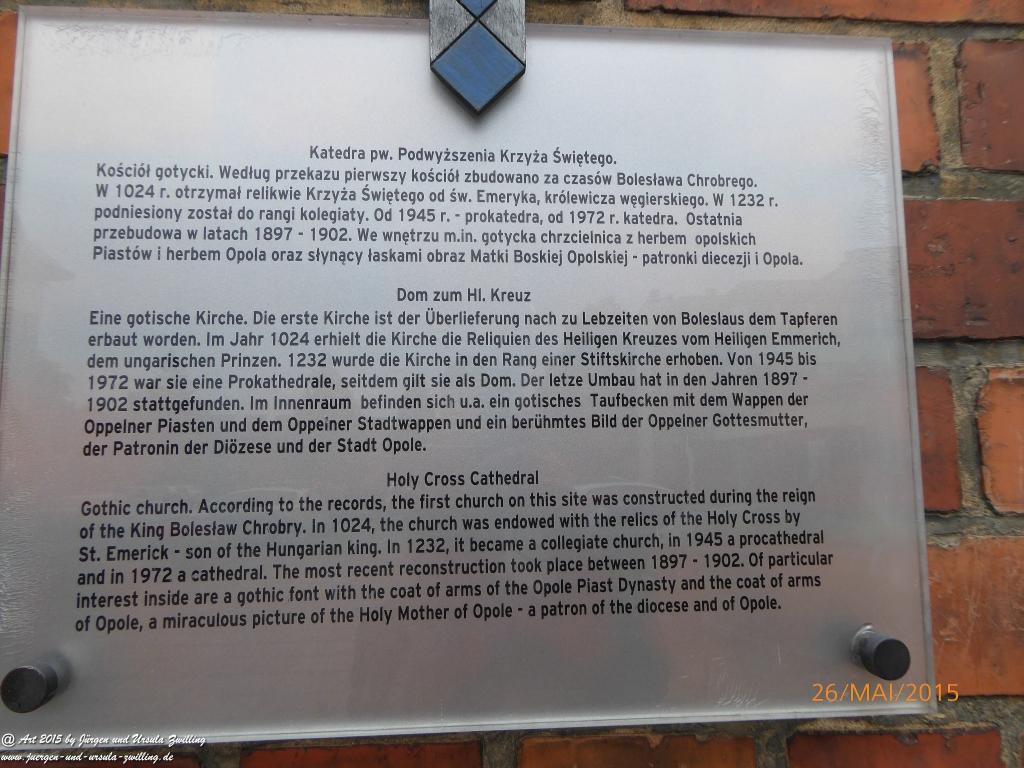 Katedra pw. Podwyższenia Krzyża Świętego.
Kościół gotycki. Według przekazu pierwszy kościół zbudowano za czasów Bolesława Chrobrego.
W 1024 r. otrzymał relikwie Krzyża Świętego od św. Emeryka, królewicza węgierskiego. W 1232 r.
podniesiony został do rangi kolegiaty. Od 1945 r. - prokatedra, od 1972 r. katedra. Ostatnia
przebudowa w latach 1897 - 1902. We wnętrzu m.in. gotycka chrzcielnica z herbem opolskich
Piastów i herbem Opola oraz słynący łaskami obraz Matki Boskiej Opolskiej - patronki diecezji i Opola.
Dom zum Hl. Kreuz
Eine gotische Kirche. Die erste Kirche ist der Überlieferung nach zu Lebzeiten von Boleslaus dem Tapferen
erbaut worden. Im Jahr 1024 erhielt die Kirche die Reliquien des Heiligen Kreuzes vom Heiligen Emmerich,
dem ungarischen Prinzen. 1232 wurde die Kirche in den Rang einer Stiftskirche erhoben. Von 1945 bis
1972 war sie eine Prokathedrale, seitdem gilt sie als Dom. Der letze Umbau hat in den Jahren 1897 -
1902 stattgefunden. Im Innenraum befinden sich u.a. ein gotisches Taufbecken mit dem Wappen der
Oppelner Piasten und dem Oppelner Stadtwappen und ein berühmtes Bild der Oppelner Gottesmutter,
der Patronin der Diözese und der Stadt Opole.
Holy Cross Cathedral
Gothic church. According to the records, the first church on this site was constructed during the reign
of the King Bolesław Chrobry. In 1024, the church was endowed with the relics of the Holy Cross by
St. Emerick - son of the Hungarian king. In 1232, it became a collegiate church, in 1945 a procathedral
and in 1972 a cathedral. The most recent reconstruction took place between 1897 - 1902. Of particular
interest inside are a gothic font with the coat of arms of the Opole Piast Dynasty and the coat of arms
of Opole, a miraculous picture of the Holy Mother of Opole - a patron of the diocese and of Opole.
26/MAI/2015
@ Art 2015 by Jürgen und Ursula Zwilling
www.juergen-und-ursula-zwilling.de